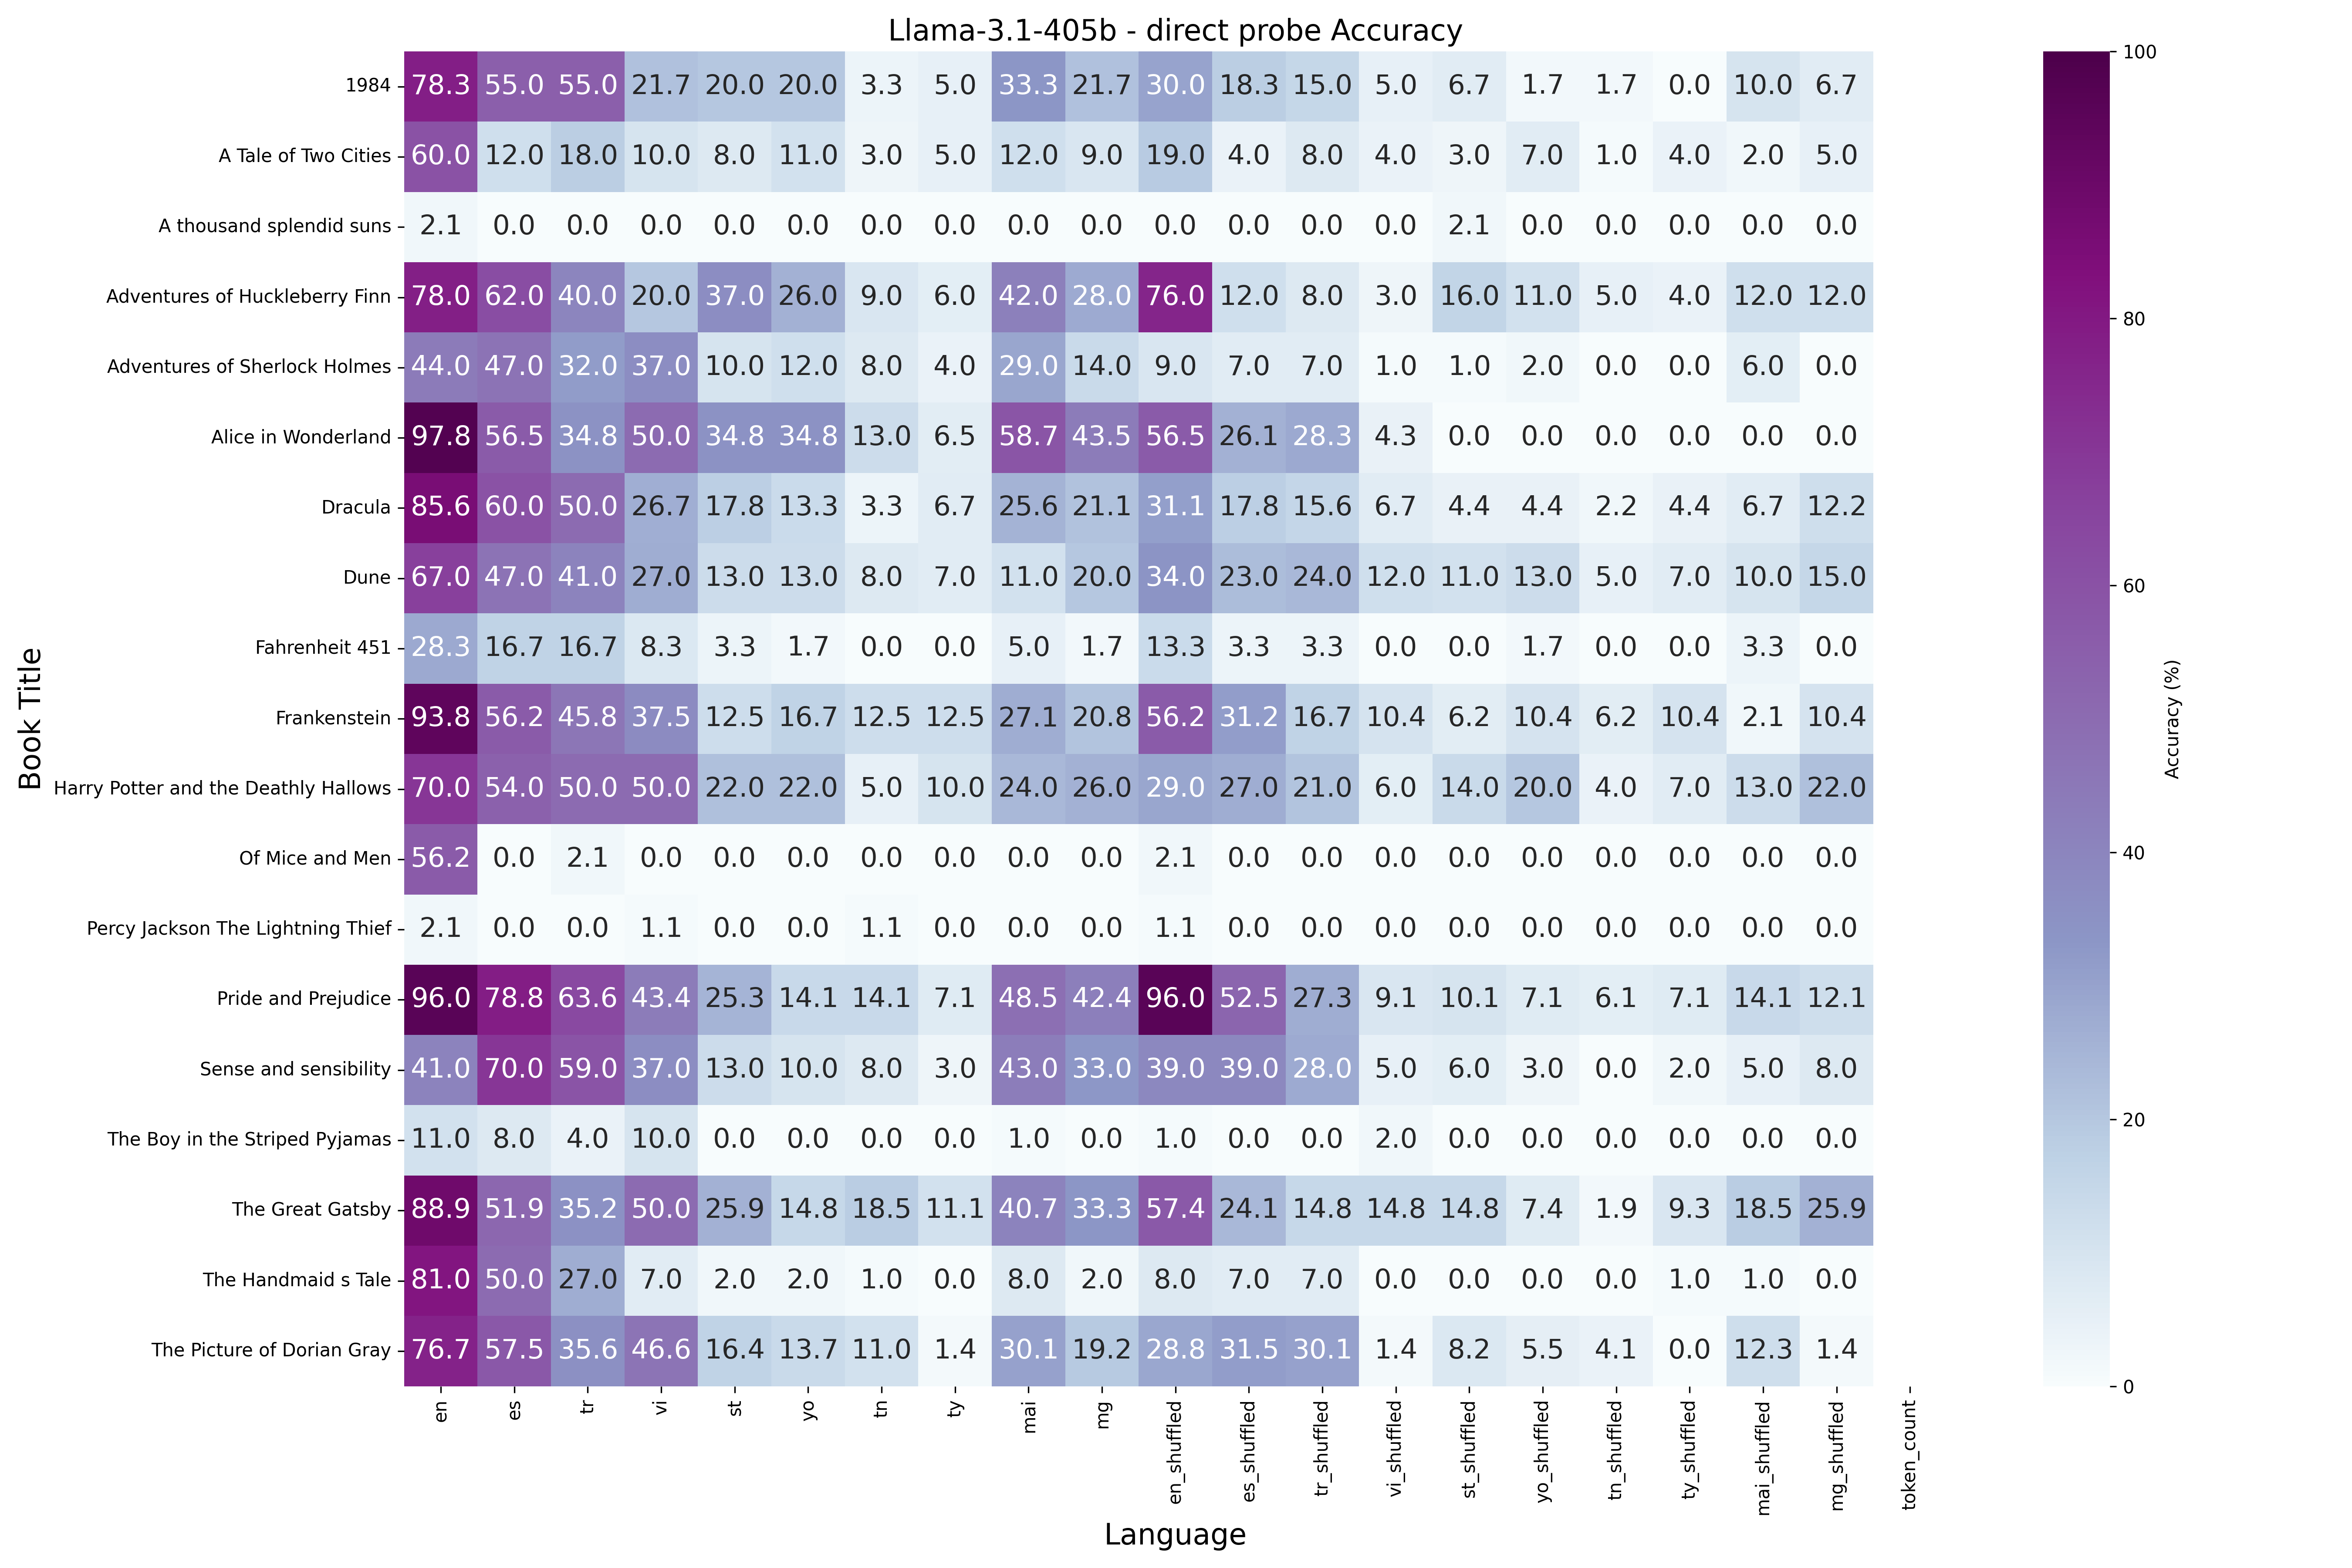 Llama-3.1-405b - direct probe Accuracy
Book Title
1984 78.3 55.0 55.0 21.7 20.0 20.0 3.3 5.0 33.3 21.7 30.0 18.3 15.0 5.0 6.7 1.7 1.7 0.0 10.0 6.7
A Tale of Two Cities 60.0 12.0 18.0 10.0 8.0 11.0 3.0 5.0 12.0 9.0 19.0 4.0 8.0 4.0 3.0 7.0 1.0 4.0 2.0 5.0
A thousand splendid suns 2.1 0.0 0.0 0.0 0.0 0.0 0.0 0.0 0.0 0.0 0.0 0.0 0.0 0.0 2.1 0.0 0.0 0.0 0.0 0.0
Adventures of Huckleberry Finn 78.0 62.0 40.0 20.0 37.0 26.0 9.0 6.0 42.0 28.0 76.0 12.0 8.0 3.0 16.0 11.0 5.0 4.0 12.0 12.0
Adventures of Sherlock Holmes 44.0 47.0 32.0 37.0 10.0 12.0 8.0 4.0 29.0 14.0 9.0 7.0 7.0 1.0 1.0 2.0 0.0 0.0 6.0 0.0
Alice in Wonderland 97.8 56.5 34.8 50.0 34.8 34.8 13.0 6.5 58.7 43.5 56.5 26.1 28.3 4.3 0.0 0.0 0.0 0.0 0.0 0.0
Dracula 85.6 60.0 50.0 26.7 17.8 13.3 3.3 6.7 25.6 21.1 31.1 17.8 15.6 6.7 4.4 4.4 2.2 4.4 6.7 12.2
Dune 67.0 47.0 41.0 27.0 13.0 13.0 8.0 7.0 11.0 20.0 34.0 23.0 24.0 12.0 11.0 13.0 5.0 7.0 10.0 15.0
Fahrenheit 451 28.3 16.7 16.7 8.3 3.3 1.7 0.0 0.0 5.0 1.7 13.3 3.3 3.3 0.0 0.0 1.7 0.0 0.0 3.3 0.0
Frankenstein 93.8 56.2 45.8 37.5 12.5 16.7 12.5 12.5 27.1 20.8 56.2 31.2 16.7 10.4 6.2 10.4 6.2 10.4 2.1 10.4
Harry Potter and the Deathly Hallows 70.0 54.0 50.0 50.0 22.0 22.0 5.0 10.0 24.0 26.0 29.0 27.0 21.0 6.0 14.0 20.0 4.0 7.0 13.0 22.0
Of Mice and Men 56.2 0.0 2.1 0.0 0.0 0.0 0.0 0.0 0.0 0.0 2.1 0.0 0.0 0.0 0.0 0.0 0.0 0.0 0.0 0.0
Percy Jackson The Lightning Thief 2.1 0.0 0.0 1.1 0.0 0.0 1.1 0.0 0.0 0.0 1.1 0.0 0.0 0.0 0.0 0.0 0.0 0.0 0.0 0.0
Pride and Prejudice 96.0 78.8 63.6 43.4 25.3 14.1 14.1 7.1 48.5 42.4 96.0 52.5 27.3 9.1 10.1 7.1 6.1 7.1 14.1 12.1
Sense and sensibility 41.0 70.0 59.0 37.0 13.0 10.0 8.0 3.0 43.0 33.0 39.0 39.0 28.0 5.0 6.0 3.0 0.0 2.0 5.0 8.0
The Boy in the Striped Pyjamas 11.0 8.0 4.0 10.0 0.0 0.0 0.0 0.0 1.0 0.0 1.0 0.0 0.0 2.0 0.0 0.0 0.0 0.0 0.0 0.0
The Great Gatsby 88.9 51.9 35.2 50.0 25.9 14.8 18.5 11.1 40.7 33.3 57.4 24.1 14.8 14.8 14.8 7.4 1.9 9.3 18.5 25.9
The Handmaid s Tale 81.0 50.0 27.0 7.0 2.0 2.0 1.0 0.0 8.0 2.0 8.0 7.0 7.0 0.0 0.0 0.0 0.0 1.0 1.0 0.0
The Picture of Dorian Gray 76.7 57.5 35.6 46.6 16.4 13.7 11.0 1.4 30.1 19.2 28.8 31.5 30.1 1.4 8.2 5.5 4.1 0.0 12.3 1.4
en es tr vi st yo tn ty mai mg en_shuffled es_shuffled tr_shuffled vi_shuffled st_shuffled yo_shuffled tn_shuffled ty_shuffled mai_shuffled mg_shuffled token_count
Language
100
80
60
40
20
0
Accuracy (%)